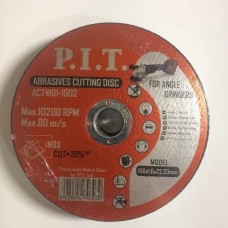 P.I.T.
ABRASIVES CUTTING DISC
ACTW01-1502
FOR ANGLE
GRINDERS
Max.10200 RPM
Max.80 m/s
INOX
CUT+30%
MODEL
150x1.6x22.23mm